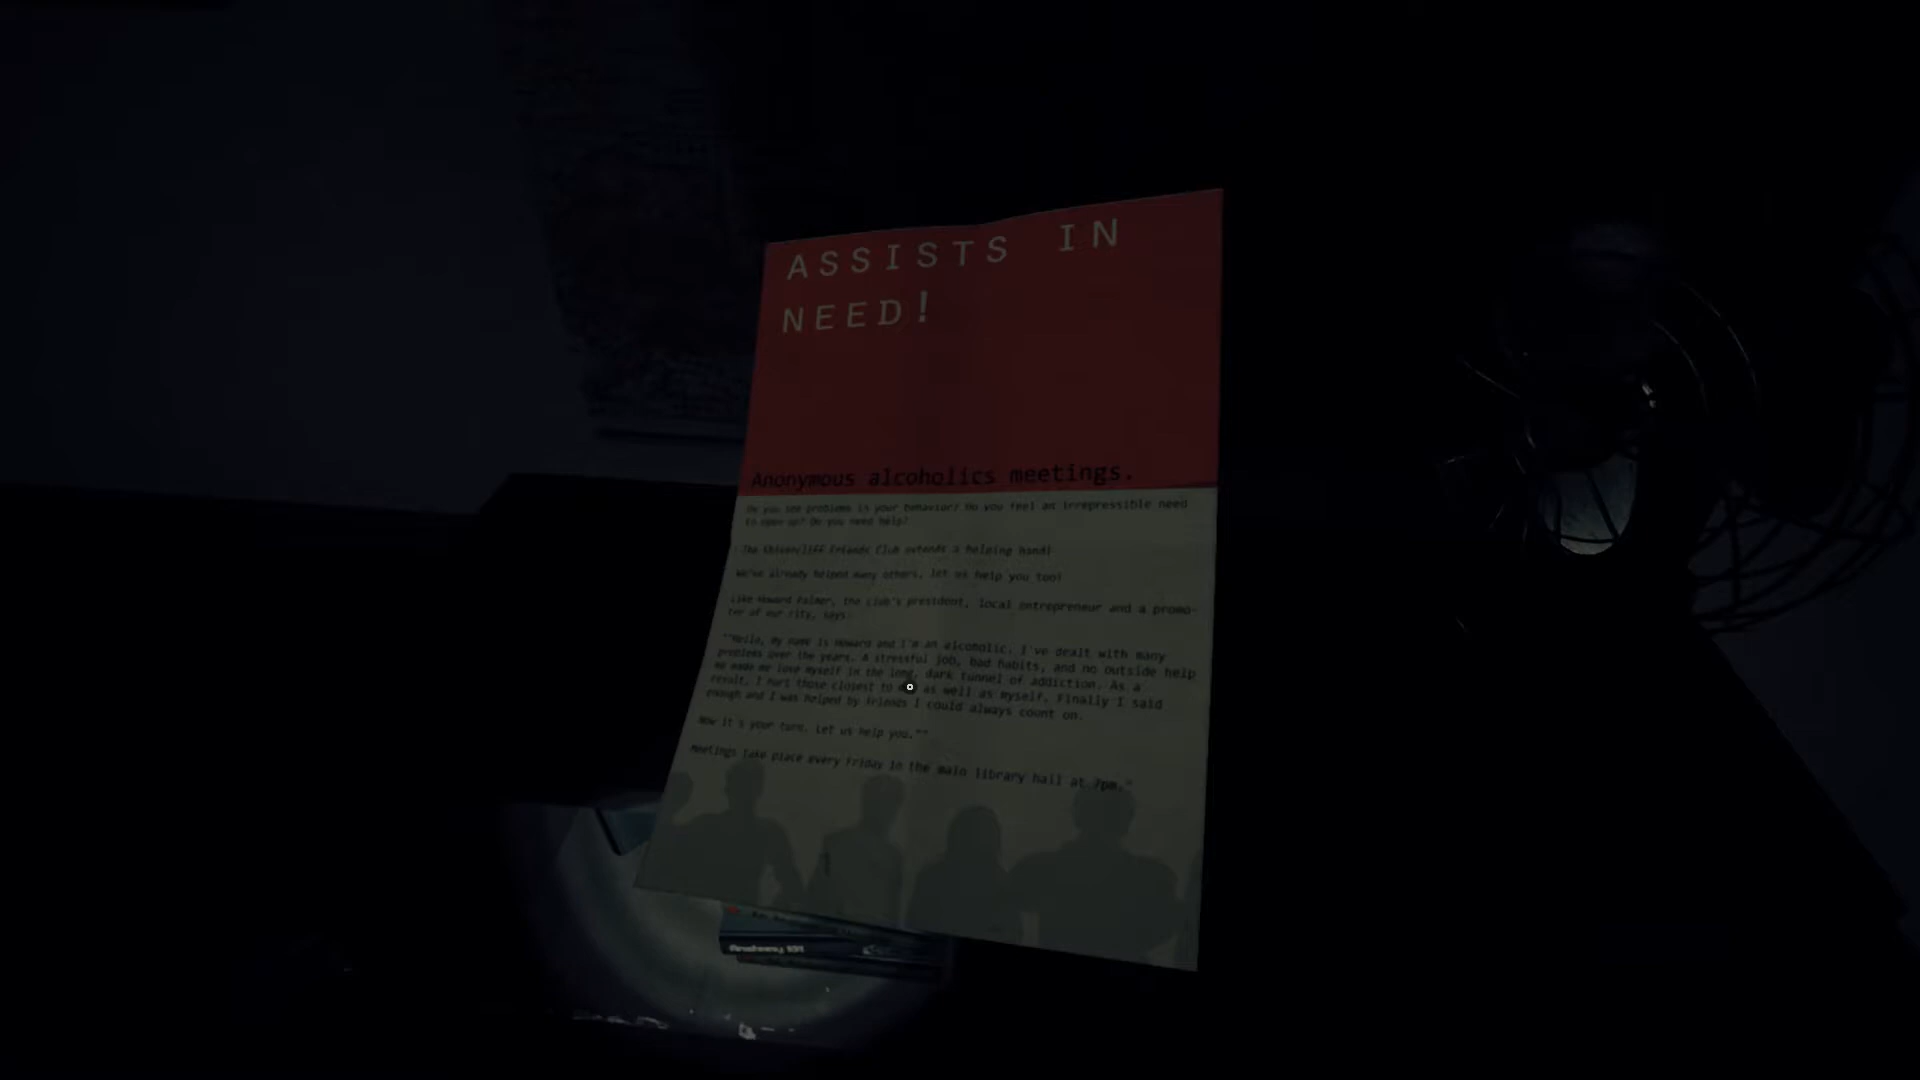 ASSISTS IN
NEED!
Anonymous alcoholics meetings.
Do you see problems is your behavior? Do you feel an irrepressible need
to open up? Do you need help?
The Friends Club extends a helping hand!
We've already helped many others, let us help you too!
Like Howard Palmer, the club's president, local entrepreneur and a promo-
ter of our city, says:
""Hello, my name is Howard and I'm an alcoholic. I've dealt with many
problems over the years. A stressful job, bad habits, and no outside help
me made me lose myself in the long, dark tunnel of addiction. As a
result, I hurt those closest to as well as myself. Finally I said
enough and I was helped by friends I could always count on.
Now it's your turn. Let us help you.""
Meetings take place every Friday in the main library hall at 7pm."